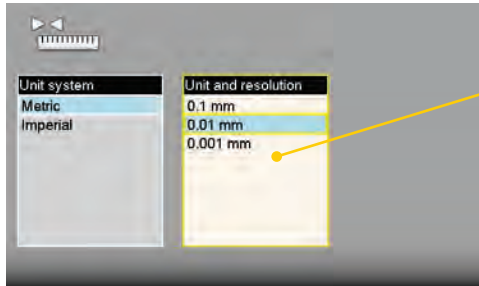 Unit system
Metric
Imperial
Unit and resolution
0.1 mm
0.01 mm
0.001 mm